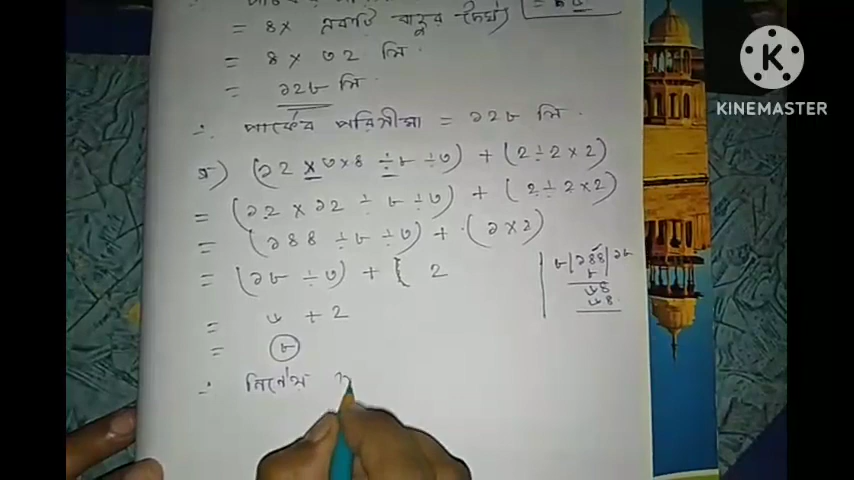 = ৪× একটি বাহুর দৈর্ঘ্য
= ৪ × ৩২ মি.
= ১২৮ মি.
∴ পার্কের পরিসীমা = ১২৮ মি.
(১২ × ৩×৪ ÷ ৮ ÷ ৩) + (২÷২×২)
= (১২ × ১২ ÷ ৮ ÷ ৩) + (২÷২×২)
= (১৪৪ ÷ ৮ ÷ ৩) + (১×২)
= (১৮ ÷ ৩) + ( ২
= ৬ + ২
= ৮
∴ নির্ণেয়
৮|১৪৪|১৮
৮
৬৪
৬৪
K
KINEMASTER